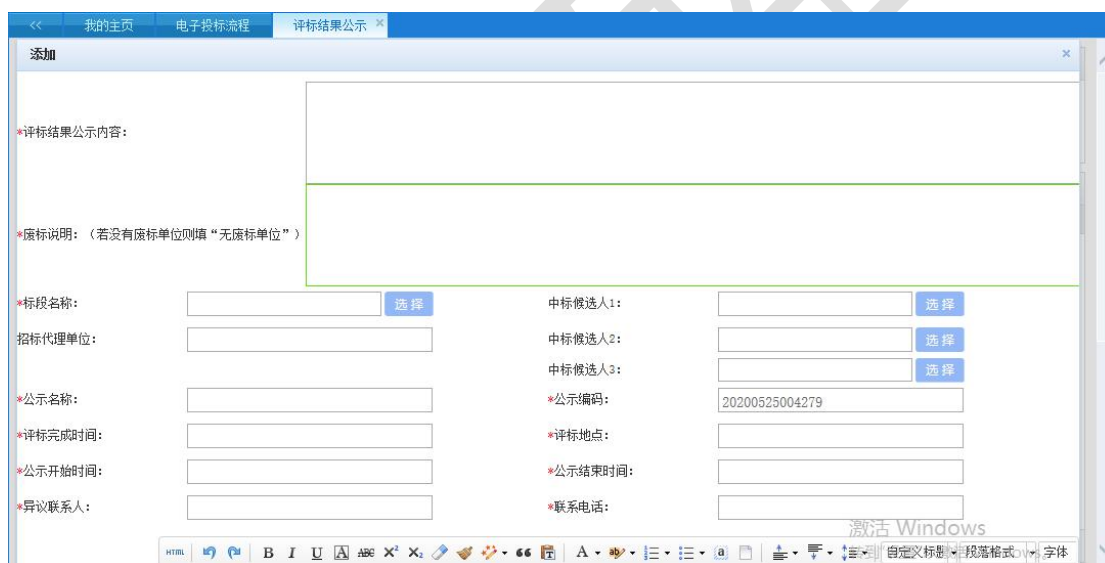 << 我的主页 电子投标流程 评标结果公示 ×
添加 ×
*评标结果公示内容:
*废标说明: (若没有废标单位则填“无废标单位”)
*标段名称: 选择 中标候选人1: 选择
招标代理单位: 中标候选人2: 选择
中标候选人3: 选择
*公示名称: *公示编码: 20200525004279
*评标完成时间: *评标地点:
*公示开始时间: *公示结束时间:
*异议联系人: *联系电话:
激活 Windows
HTML B I U A ABC X² X₂ 66 T A ab a 自定义标题 段落格式 字体